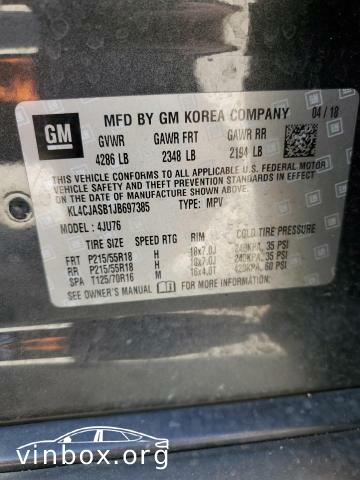 GM
MFD BY GM KOREA COMPANY 04/18
GVWR GAWR FRT GAWR RR
4286 LB 2348 LB 2194 LB
THIS VEHICLE CONFORMS TO ALL APPLICABLE U.S. FEDERAL MOTOR
VEHICLE SAFETY, BUMPER, AND THEFT PREVENTION STANDARDS IN EFFECT
ON THE DATE OF MANUFACTURE SHOWN ABOVE.
KL4CJASB1JB697385 TYPE: MPV
MODEL: 4JU76
TIRE SIZE SPEED RTG RIM COLD TIRE PRESSURE
FRT P215/55R18 H 18x7.0J 240KPA, 35 PSI
RR P215/55R18 H 18x7.0J 240KPA, 35 PSI
SPA T125/70R16 M 16x4.0T 420KPA, 60 PSI
SEE OWNER'S MANUAL FOR MORE INFORMATION
vinbox.org